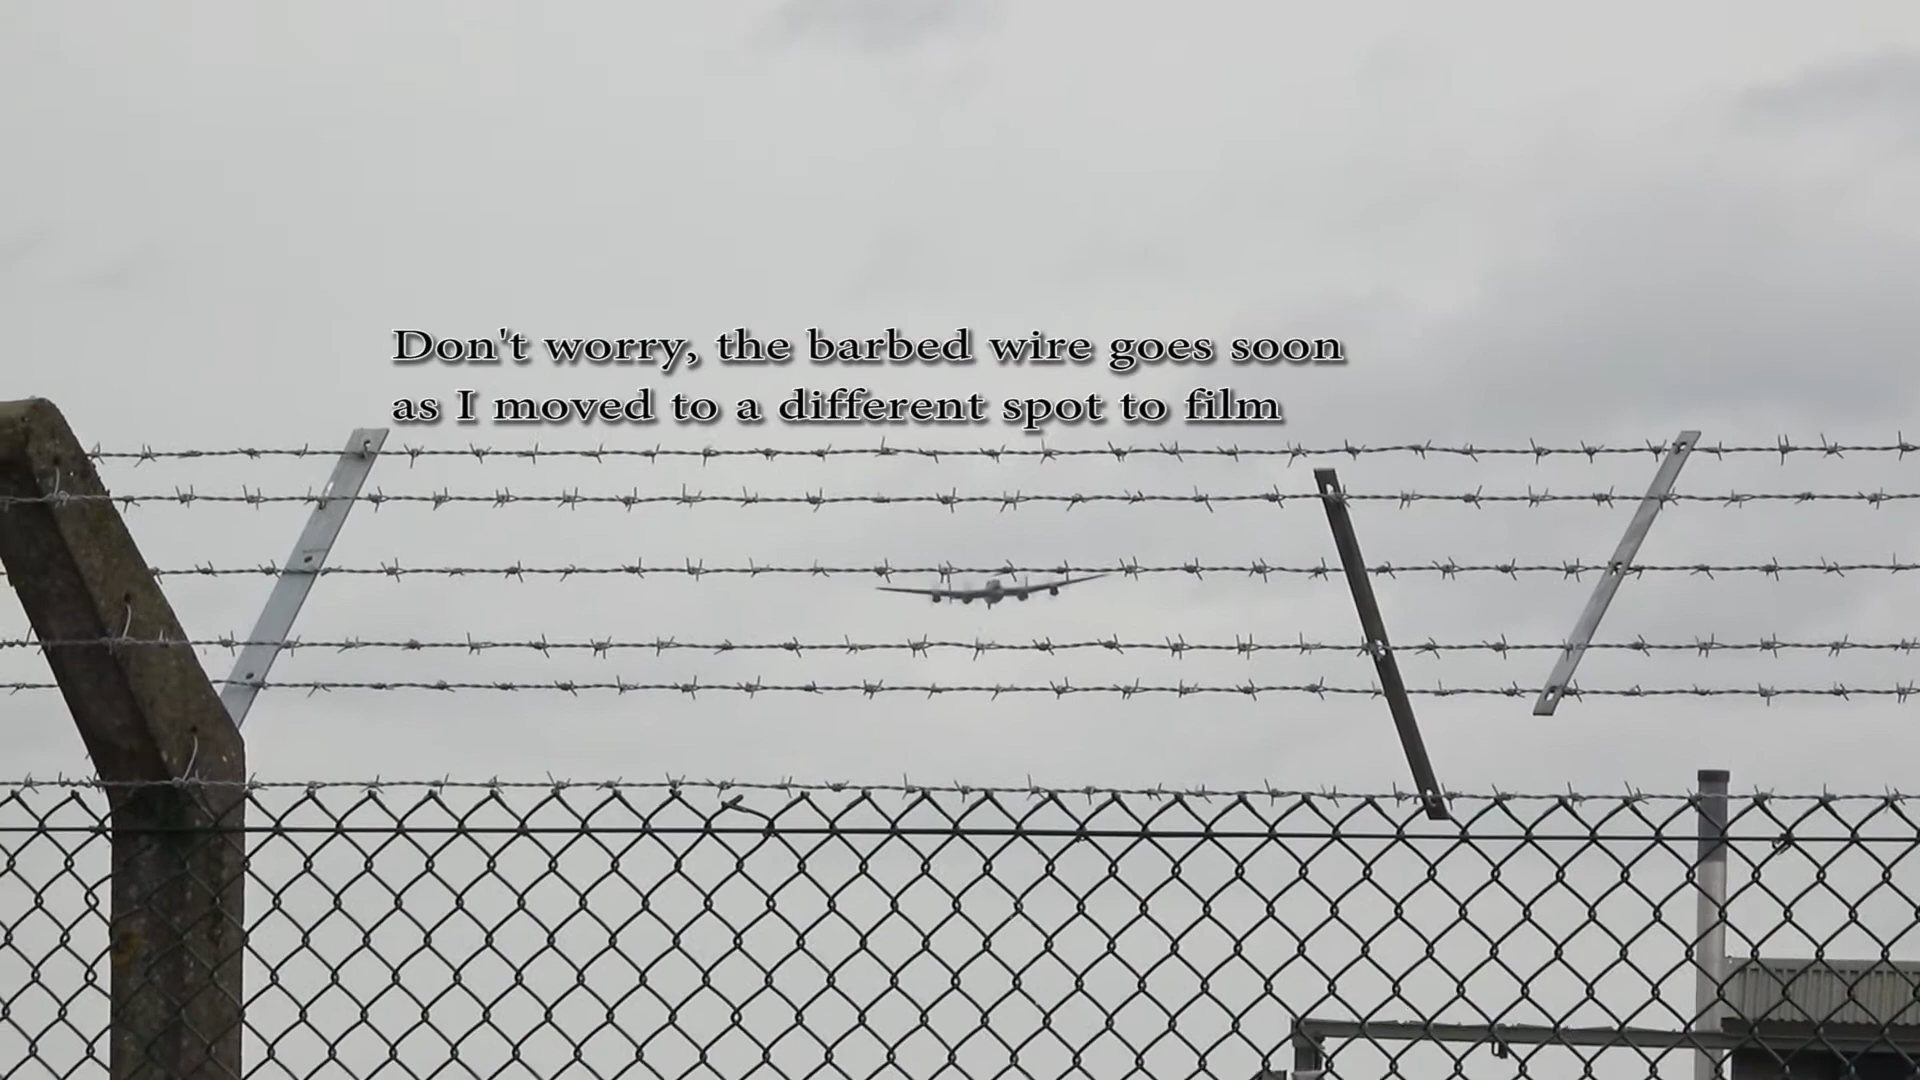 Don't worry, the barbed wire goes soon
as I moved to a different spot to film